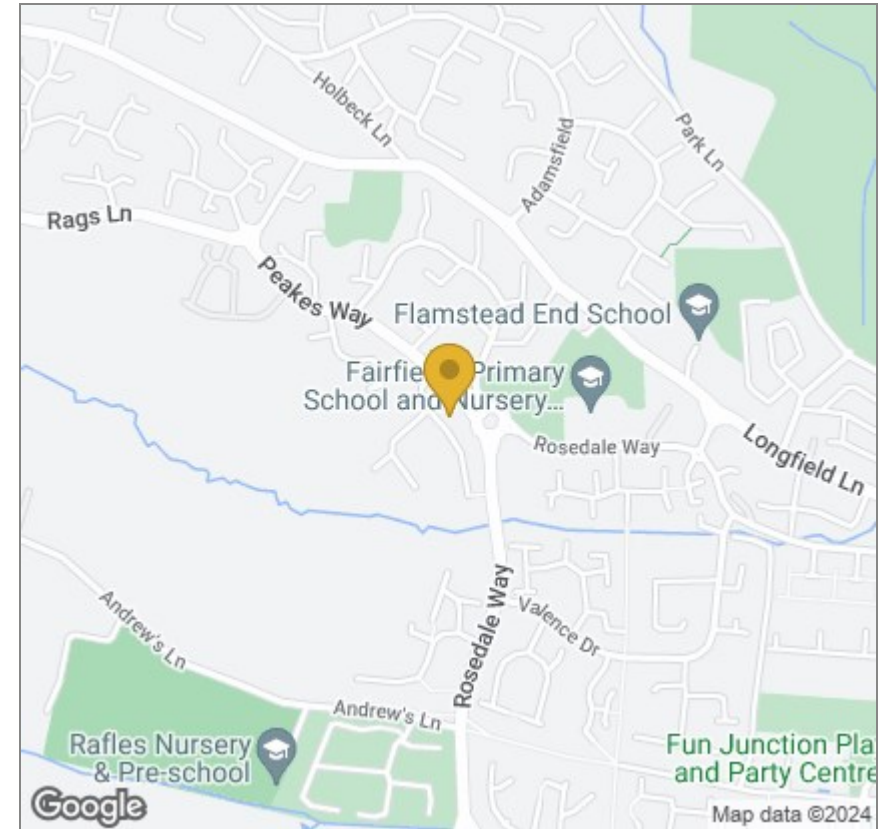 Holbeck Ln
Adamsfield
Park Ln
Rags Ln
Peakes Way
Flamstead End School
Primary
School and Nursery...
Rosedale Way
Longfield Ln
Rosedale Way
Valence Dr
Andrew's Ln
Andrew's Ln
Rafles Nursery
& Pre-school
Fun Junction
and Party Centre
Google
Map data ©2024